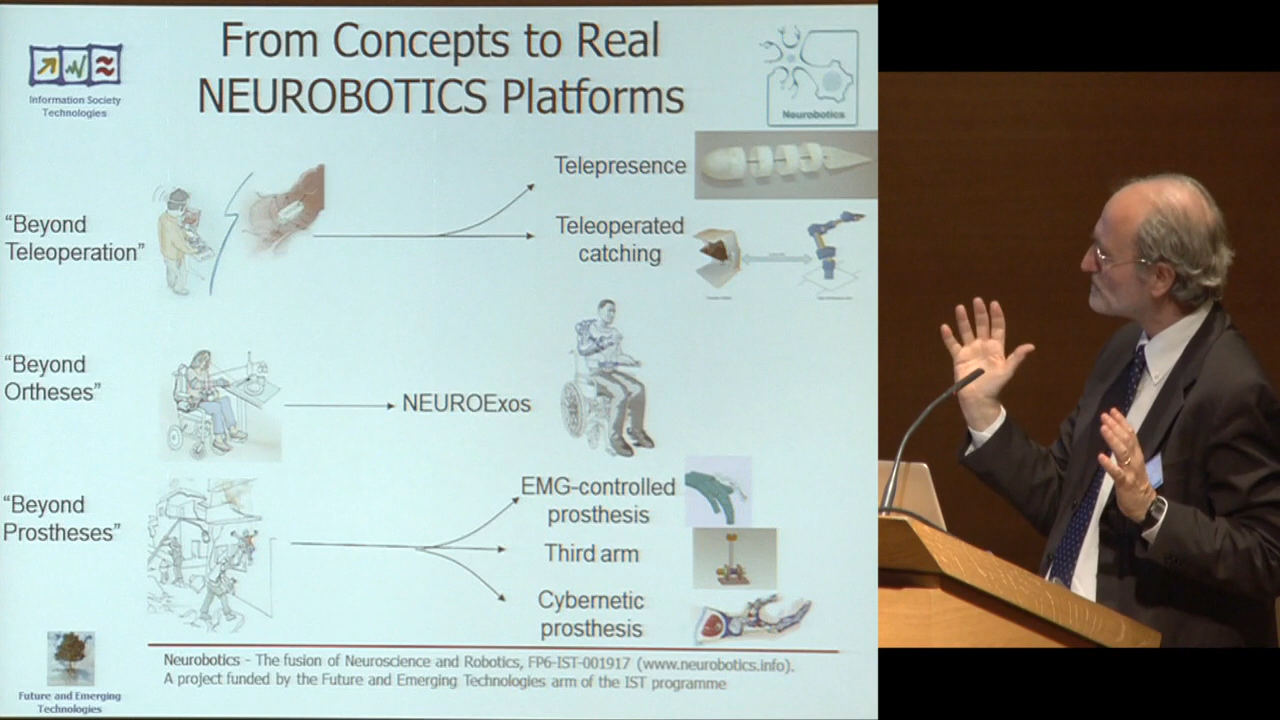 From Concepts to Real
NEUROBOTICS Platforms
Information Society
Technologies
Neurobotics
"Beyond
Teleoperation"
Telepresence
Teleoperated
catching
"Beyond
Ortheses"
NEUROExos
"Beyond
Prostheses"
EMG-controlled
prosthesis
Third arm
Cybernetic
prosthesis
Neurobotics - The fusion of Neuroscience and Robotics, FP6-IST-001917 (www.neurobotics.info).
A project funded by the Future and Emerging Technologies arm of the IST programme
Future and Emerging
Technologies